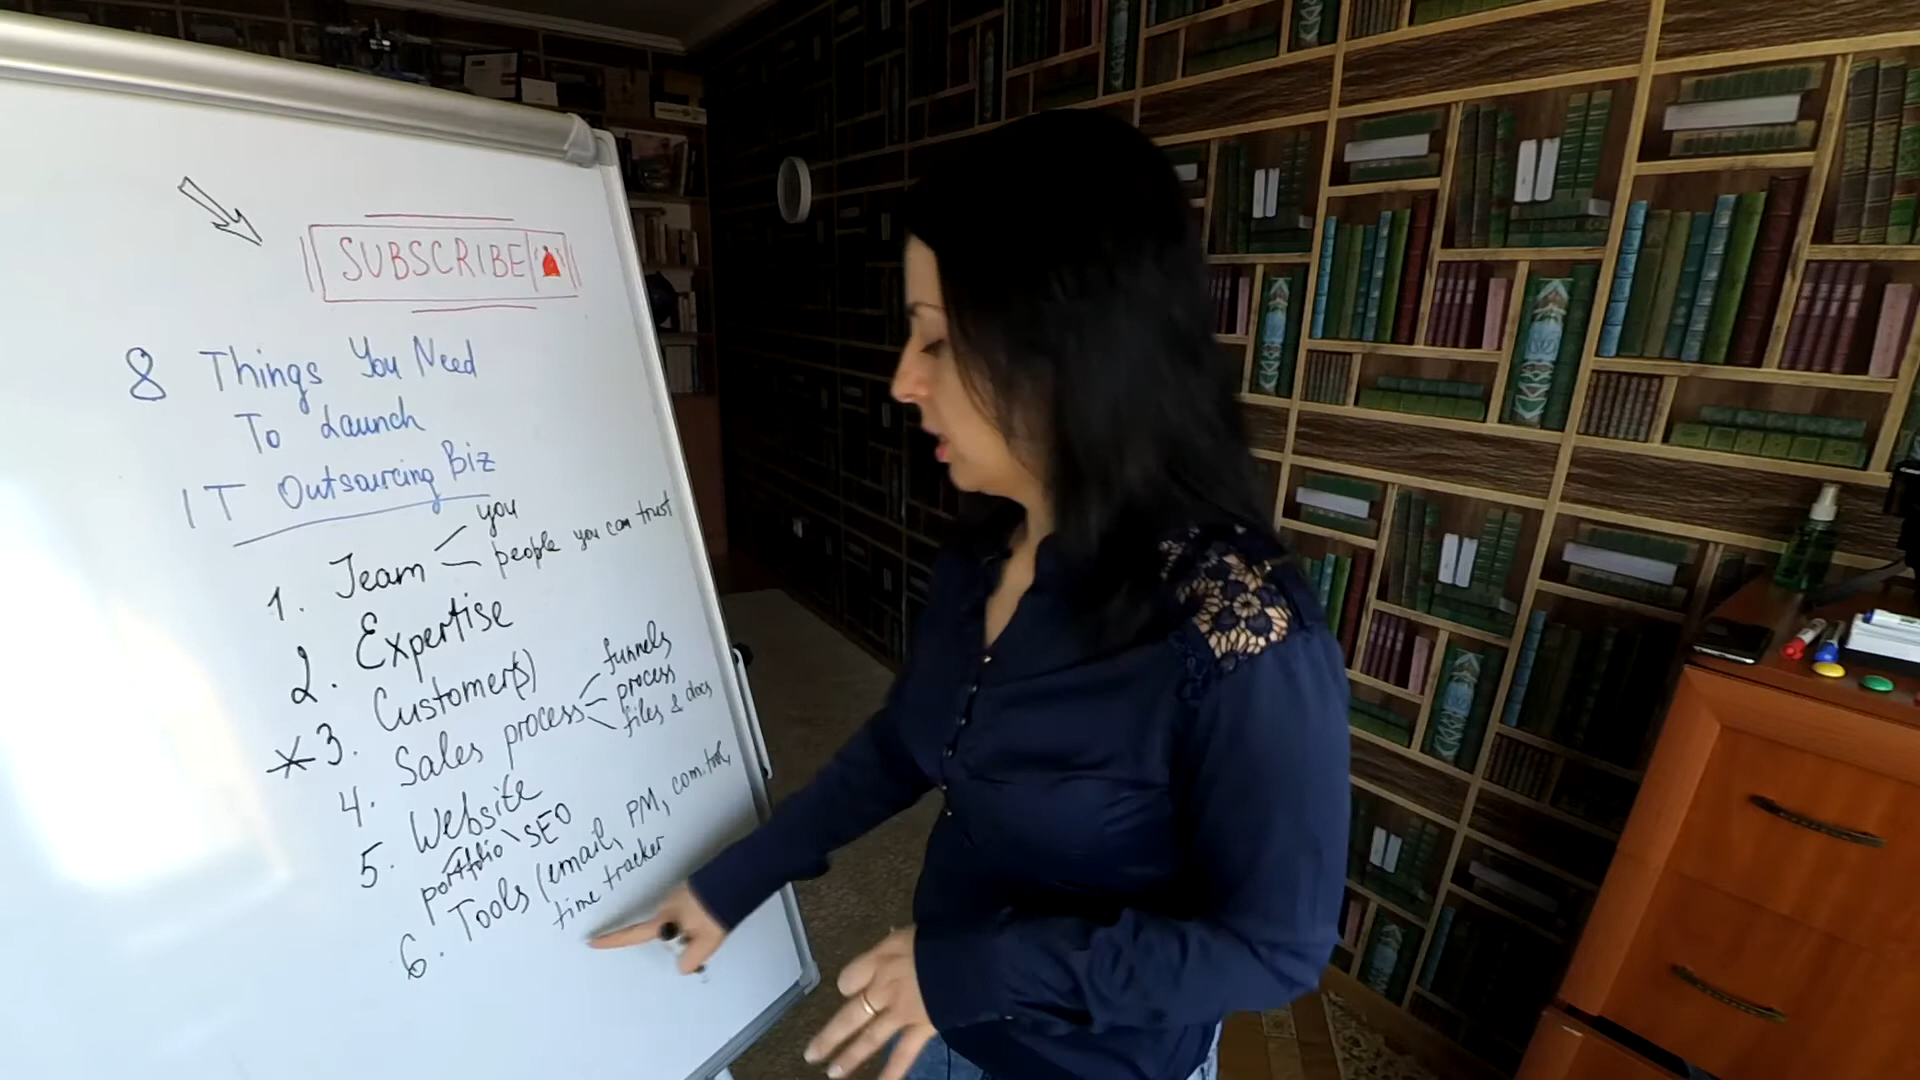 SUBSCRIBE
8 Things You Need
To Launch
IT Outsourcing Biz
1. Team
you
people you can trust
2. Expertise
*3. Customer(s)
4. Sales process
funnels
process
files & docs
5. Website
portfolio \ SEO
6. Tools (email, PM, com.tools,
time tracker